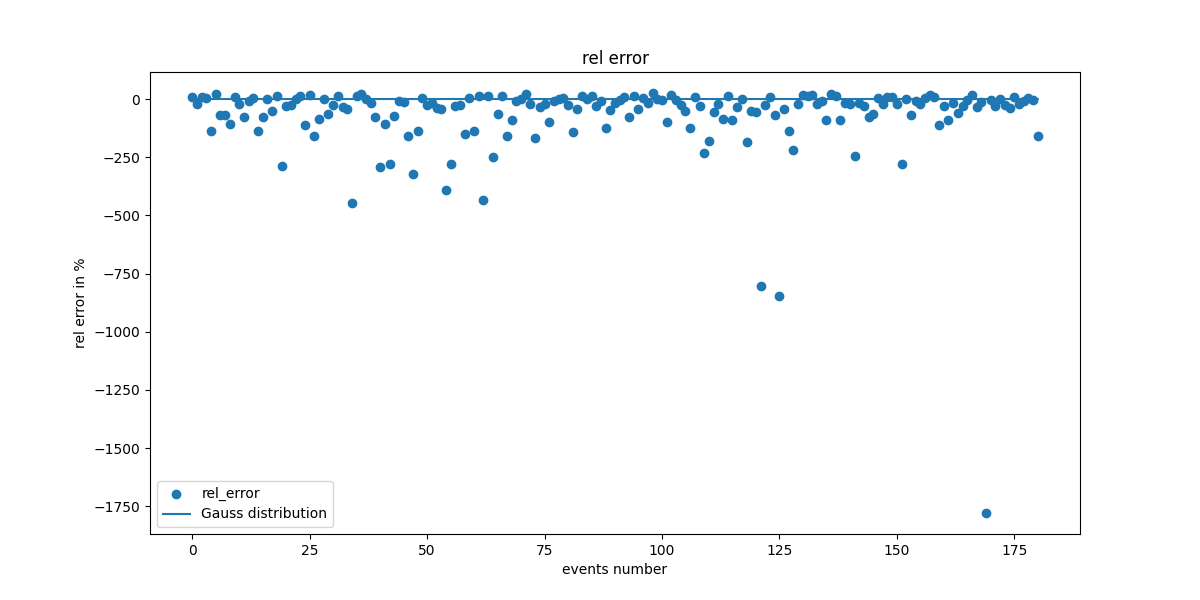 rel error
rel error in %
0
−250
−500
−750
−1000
−1250
−1500
−1750
rel_error
Gauss distribution
0 25 50 75 100 125 150 175
events number